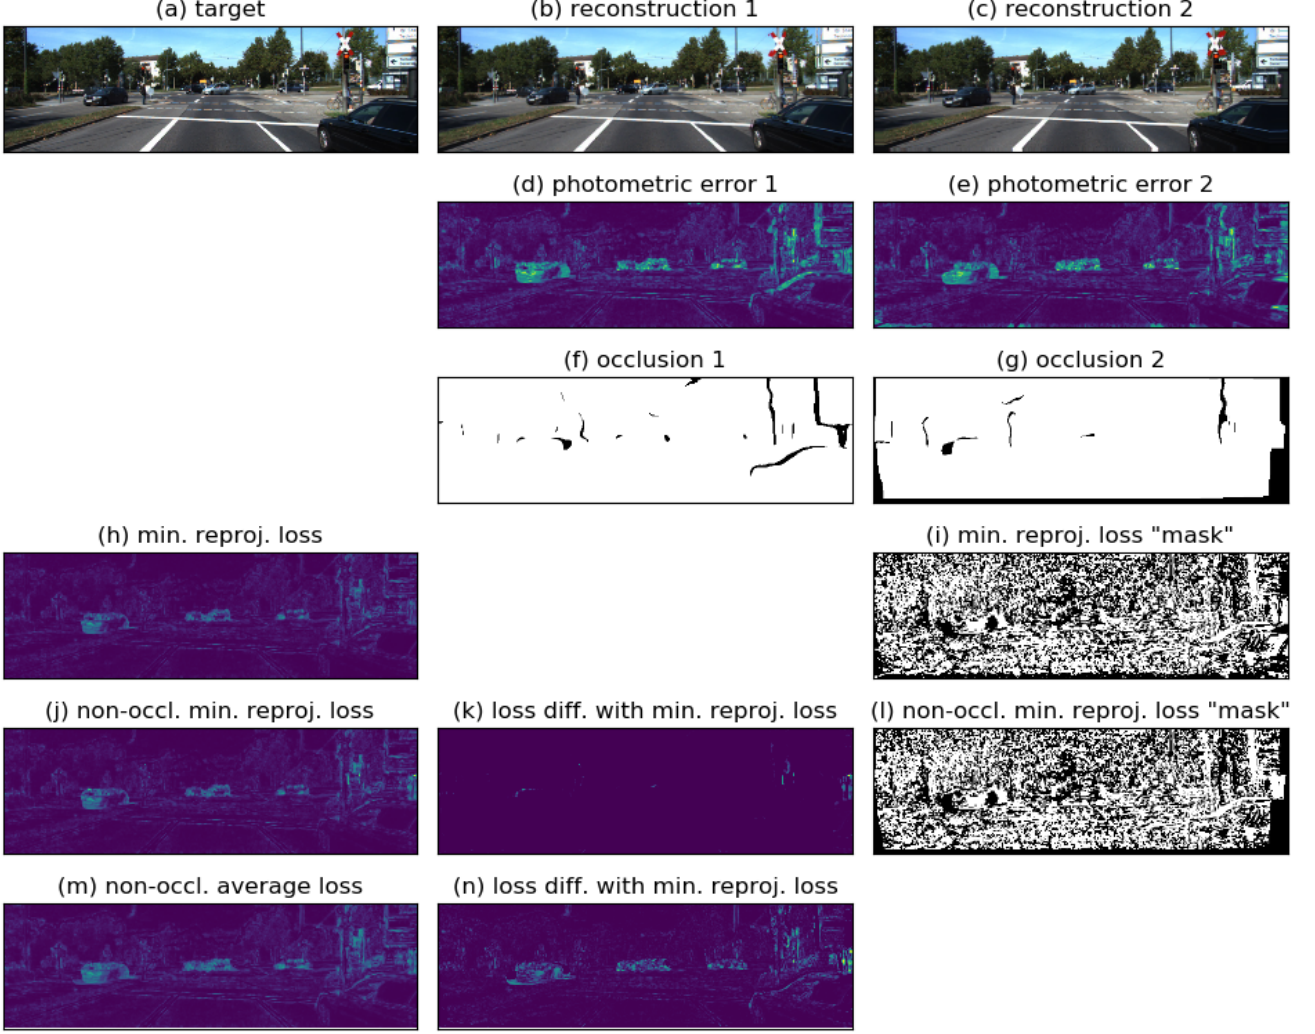 (a) target
(b) reconstruction 1
(c) reconstruction 2
(d) photometric error 1
(e) photometric error 2
(f) occlusion 1
(g) occlusion 2
(h) min. reproj. loss
(i) min. reproj. loss "mask"
(j) non-occl. min. reproj. loss
(k) loss diff. with min. reproj. loss
(l) non-occl. min. reproj. loss "mask"
(m) non-occl. average loss
(n) loss diff. with min. reproj. loss